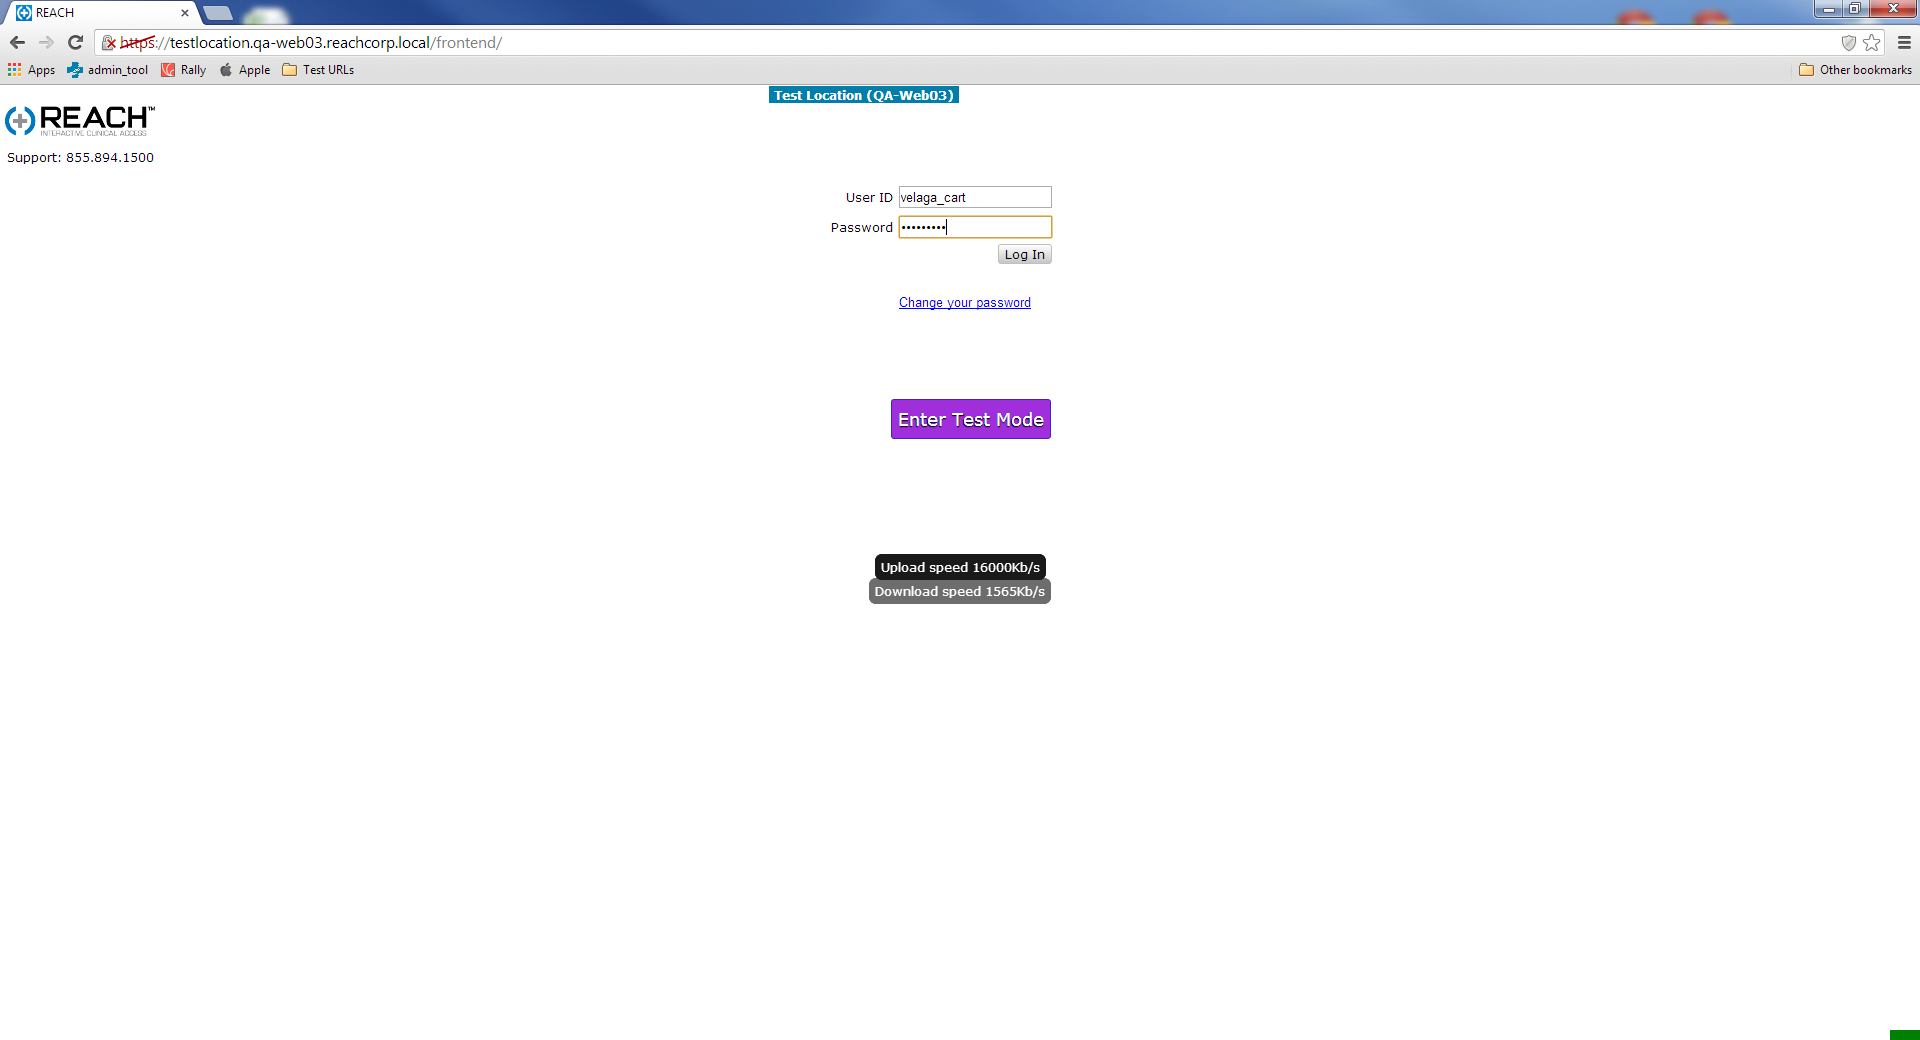 REACH
https://testlocation.qa-web03.reachcorp.local/frontend/
Apps admin_tool Rally Apple Test URLs Other bookmarks
Test Location (QA-Web03)
REACH™
INTERACTIVE CLINICAL ACCESS
Support: 855.894.1500
User ID velaga_cart
Password •••••••••
Log In
Change your password
Enter Test Mode
Upload speed 16000Kb/s
Download speed 1565Kb/s